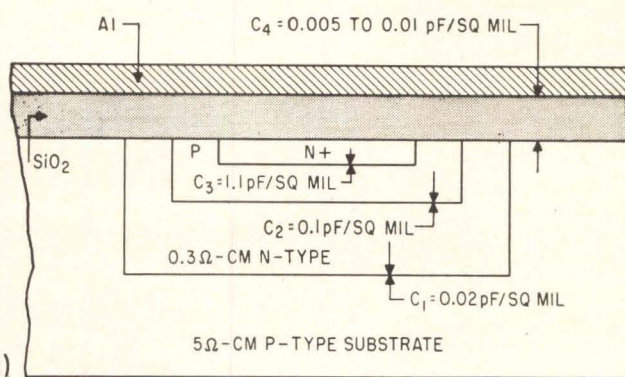 Al
C₄ = 0.005 TO 0.01 pF/SQ MIL
SiO₂
P
N+
C₃ = 1.1 pF/SQ MIL
C₂ = 0.1 pF/SQ MIL
0.3Ω-CM N-TYPE
C₁ = 0.02 pF/SQ MIL
5Ω-CM P-TYPE SUBSTRATE
)